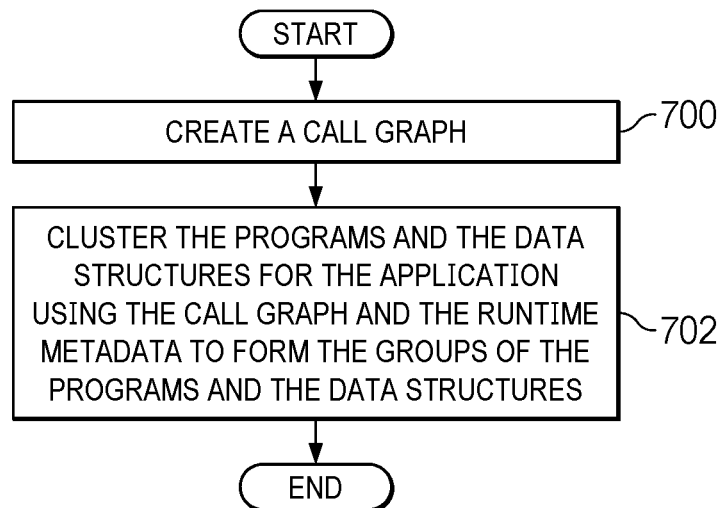 START
CREATE A CALL GRAPH
700
CLUSTER THE PROGRAMS AND THE DATA
STRUCTURES FOR THE APPLICATION
USING THE CALL GRAPH AND THE RUNTIME
METADATA TO FORM THE GROUPS OF THE
PROGRAMS AND THE DATA STRUCTURES
702
END